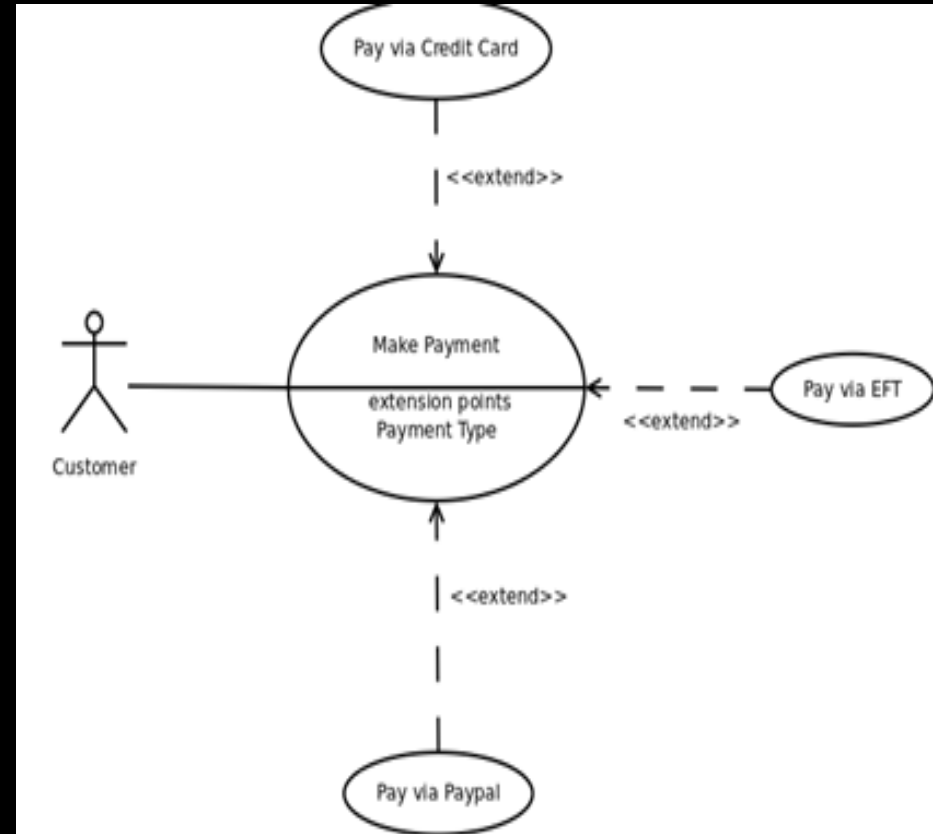 Pay via Credit Card
<<extend>>
Make Payment
extension points
Payment Type
Pay via EFT
<<extend>>
Customer
<<extend>>
Pay via Paypal